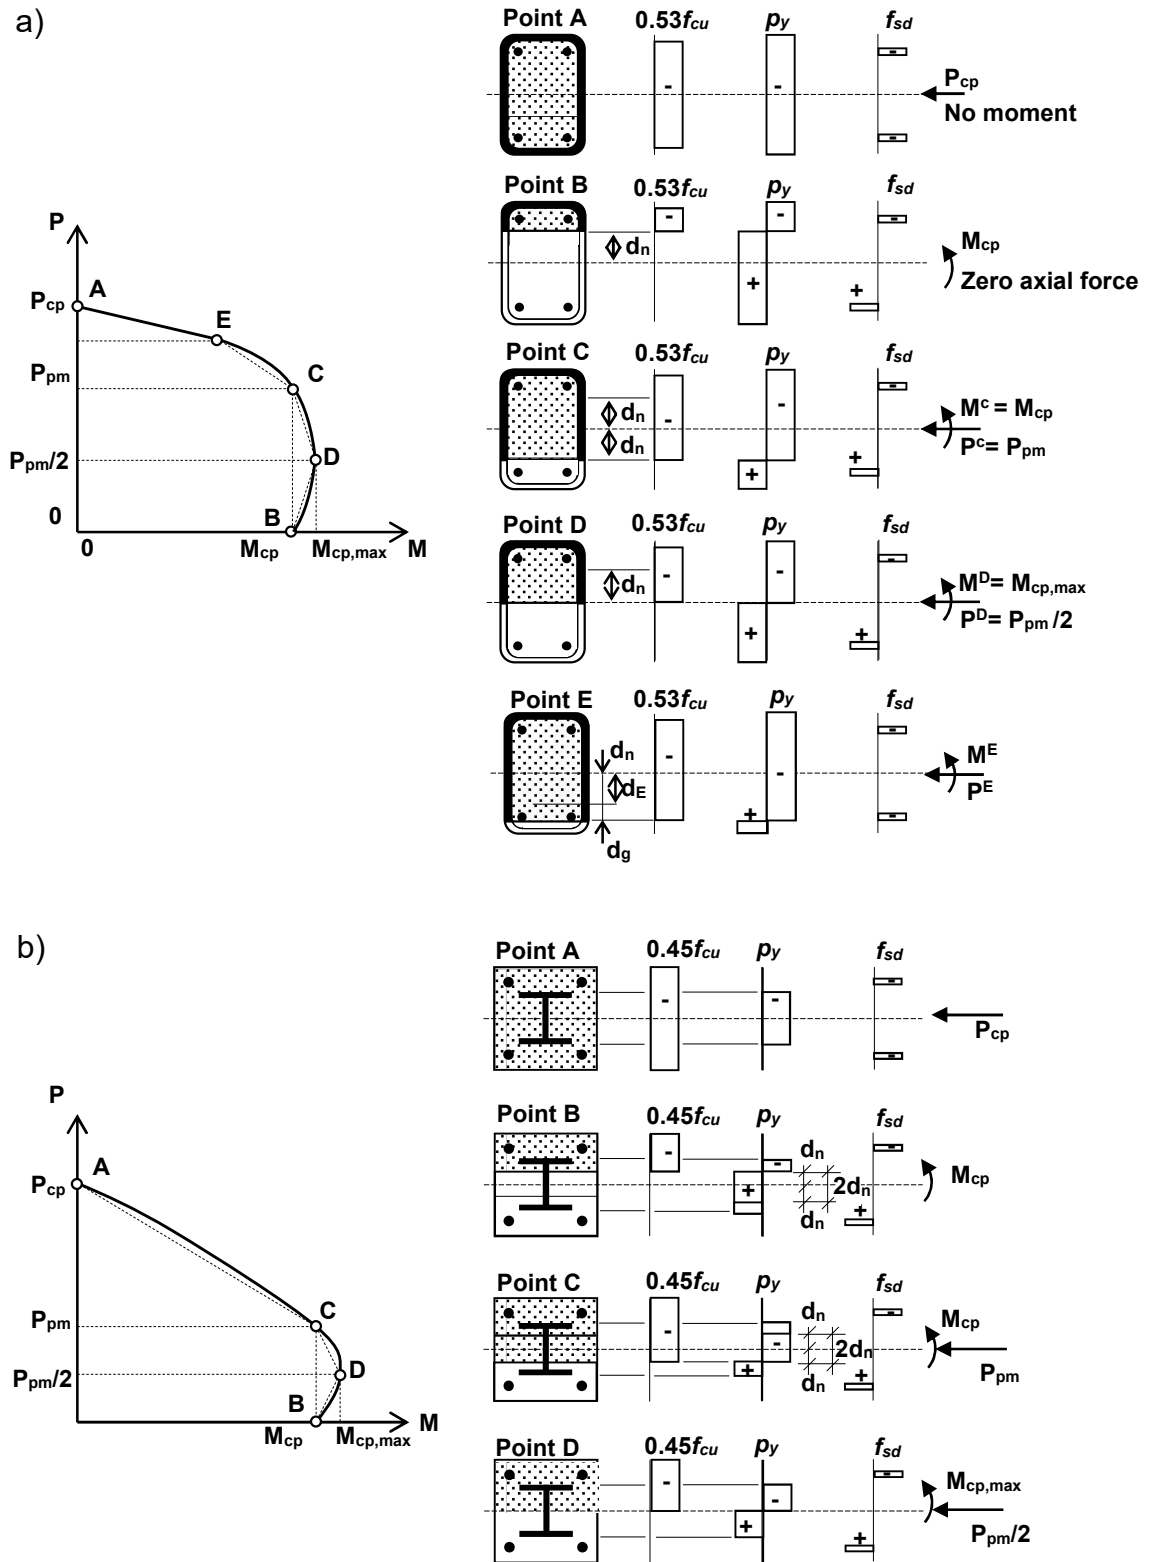 a)
Point A 0.53fcu py fsd
- - -
Pcp
No moment
-
Point B 0.53fcu py fsd
- - -
dn
Mcp
+ +
Zero axial force
P
Pcp A
E
Ppm C
Ppm/2 D
0 B
0 Mcp Mcp,max M
Point C 0.53fcu py fsd
- - -
dn
dn
Mc = Mcp
Pc= Ppm
+ +
Point D 0.53fcu py fsd
- - -
dn
MD= Mcp,max
PD= Ppm /2
+ +
Point E 0.53fcu py fsd
-
dn
- -
dE
ME
PE
+ -
dg
b)
Point A 0.45fcu py fsd
- - -
Pcp
-
Point B 0.45fcu py fsd
- - -
dn
2dn
dn
Mcp
+ +
P
Pcp A
Ppm C
Ppm/2 D
B
Mcp Mcp,max M
Point C 0.45fcu py fsd
- - -
dn
2dn
dn
Mcp
Ppm
+ +
Point D 0.45fcu py fsd
- - -
Mcp,max
Ppm/2
+ +